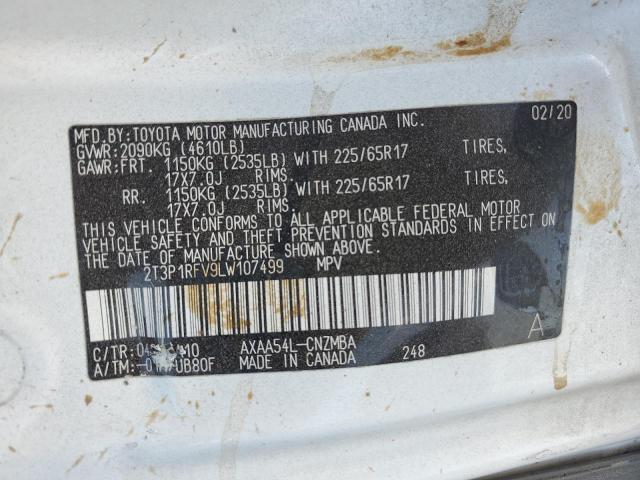 MFD.BY:TOYOTA MOTOR MANUFACTURING CANADA INC. 02/20
GVWR:2090KG (4610LB)
GAWR:FRT. 1150KG (2535LB) WITH 225/65R17 TIRES,
17X7.0J RIMS.
RR. 1150KG (2535LB) WITH 225/65R17 TIRES,
17X7.0J RIMS.
THIS VEHICLE CONFORMS TO ALL APPLICABLE FEDERAL MOTOR
VEHICLE SAFETY AND THEFT PREVENTION STANDARDS IN EFFECT ON
THE DATE OF MANUFACTURE SHOWN ABOVE.
2T3P1RFV9LW107499 MPV
A
C/TR: AXAA54L-CNZMBA 248
A/TM: MADE IN CANADA